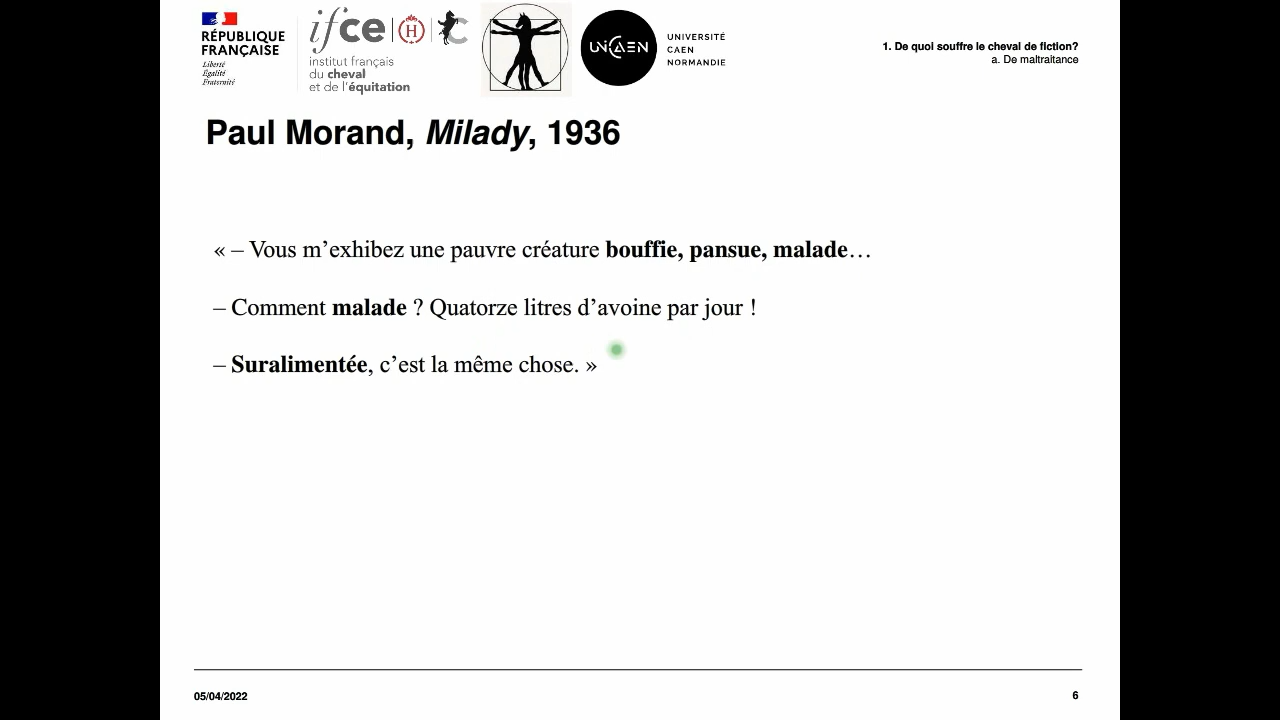 RÉPUBLIQUE
FRANÇAISE
Liberté
Égalité
Fraternité
ifce
H
institut français
du cheval
et de l'équitation
UNICAEN
UNIVERSITÉ
CAEN
NORMANDIE
1. De quoi souffre le cheval de fiction?
a. De maltraitance
Paul Morand, Milady, 1936
« – Vous m’exhibez une pauvre créature bouffie, pansue, malade…
– Comment malade ? Quatorze litres d’avoine par jour !
– Suralimentée, c’est la même chose. »
05/04/2022
6